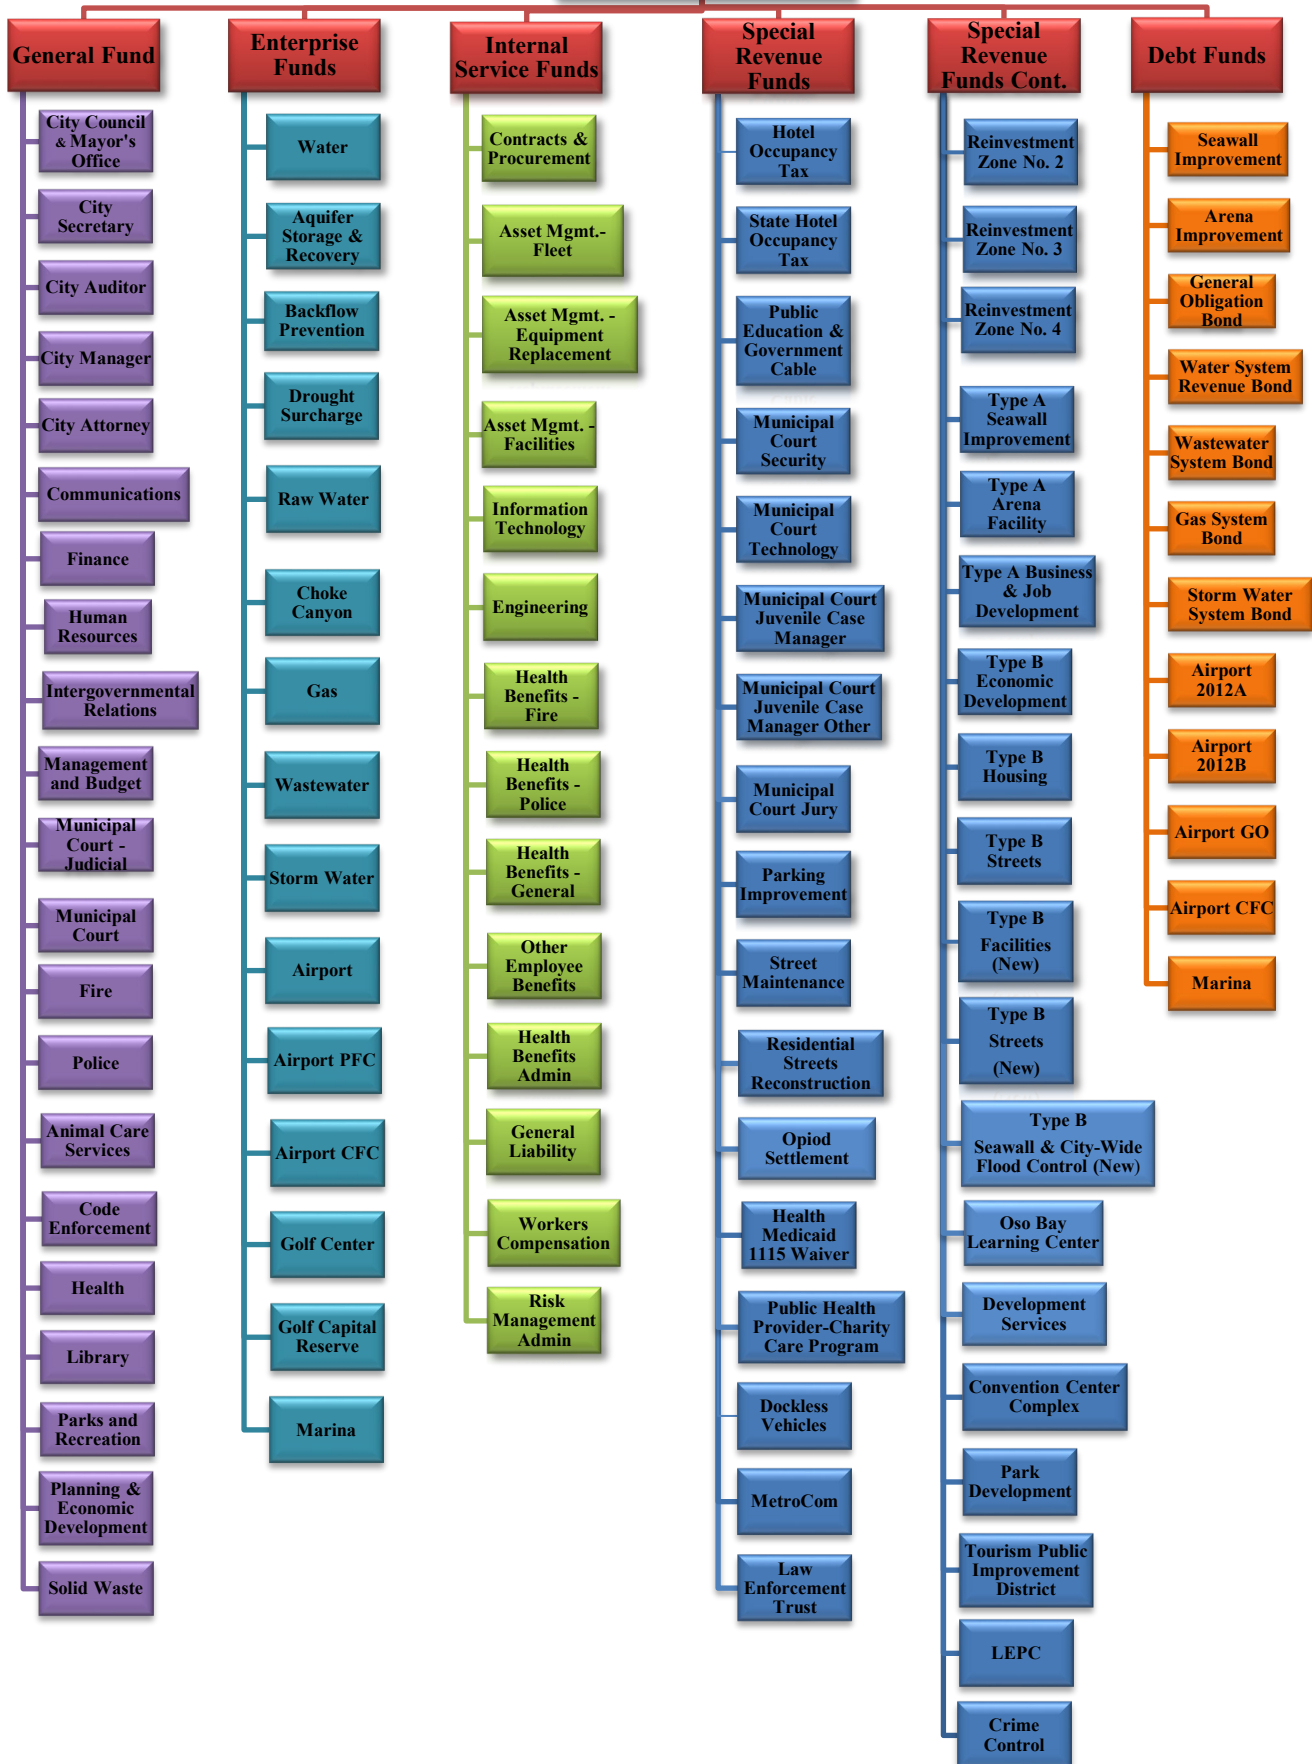 General Fund
City Council
& Mayor's
Office
City
Secretary
City Auditor
City Manager
City Attorney
Communications
Finance
Human
Resources
Intergovernmental
Relations
Management
and Budget
Municipal
Court -
Judicial
Municipal
Court
Fire
Police
Animal Care
Services
Code
Enforcement
Health
Library
Parks and
Recreation
Planning &
Economic
Development
Solid Waste
Enterprise
Funds
Water
Aquifer
Storage &
Recovery
Backflow
Prevention
Drought
Surcharge
Raw Water
Choke
Canyon
Gas
Wastewater
Storm Water
Airport
Airport PFC
Airport CFC
Golf Center
Golf Capital
Reserve
Marina
Internal
Service Funds
Contracts &
Procurement
Asset Mgmt.-
Fleet
Asset Mgmt. -
Equipment
Replacement
Asset Mgmt. -
Facilities
Information
Technology
Engineering
Health
Benefits -
Fire
Health
Benefits -
Police
Health
Benefits -
General
Other
Employee
Benefits
Health
Benefits
Admin
General
Liability
Workers
Compensation
Risk
Management
Admin
Special
Revenue
Funds
Hotel
Occupancy
Tax
State Hotel
Occupancy
Tax
Public
Education &
Government
Cable
Municipal
Court
Security
Municipal
Court
Technology
Municipal Court
Juvenile Case
Manager
Municipal Court
Juvenile Case
Manager Other
Municipal
Court Jury
Parking
Improvement
Street
Maintenance
Residential
Streets
Reconstruction
Opiod
Settlement
Health
Medicaid
1115 Waiver
Public Health
Provider-Charity
Care Program
Dockless
Vehicles
MetroCom
Law
Enforcement
Trust
Special
Revenue
Funds Cont.
Reinvestment
Zone No. 2
Reinvestment
Zone No. 3
Reinvestment
Zone No. 4
Type A
Seawall
Improvement
Type A
Arena
Facility
Type A Business
& Job
Development
Type B
Economic
Development
Type B
Housing
Type B
Streets
Type B
Facilities
(New)
Type B
Streets
(New)
Type B
Seawall & City-Wide
Flood Control (New)
Oso Bay
Learning Center
Development
Services
Convention Center
Complex
Park
Development
Tourism Public
Improvement
District
LEPC
Crime
Control
Debt Funds
Seawall
Improvement
Arena
Improvement
General
Obligation
Bond
Water System
Revenue Bond
Wastewater
System Bond
Gas System
Bond
Storm Water
System Bond
Airport
2012A
Airport
2012B
Airport GO
Airport CFC
Marina